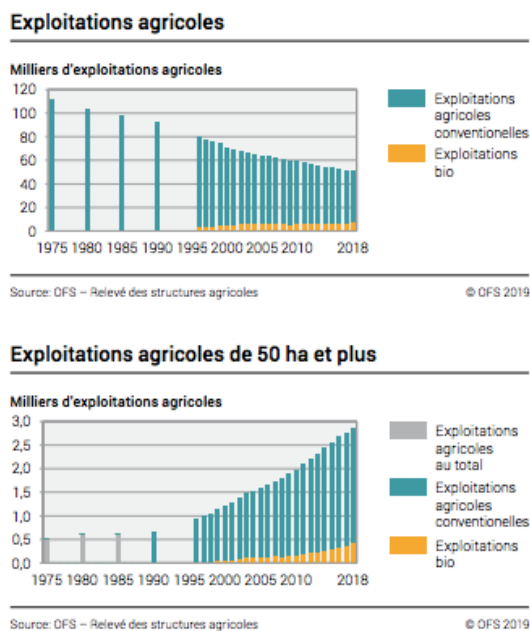 Exploitations agricoles
Milliers d'exploitations agricoles
120
100
80
60
40
20
0
1975 1980 1985 1990 1995 2000 2005 2010 2018
Exploitations
agricoles
conventionelles
Exploitations
bio
Source: OFS – Relevé des structures agricoles
© OFS 2019
Exploitations agricoles de 50 ha et plus
Milliers d'exploitations agricoles
3,0
2,5
2,0
1,5
1,0
0,5
0,0
1975 1980 1985 1990 1995 2000 2005 2010 2018
Exploitations
agricoles
au total
Exploitations
agricoles
conventionelles
Exploitations
bio
Source: OFS – Relevé des structures agricoles
© OFS 2019